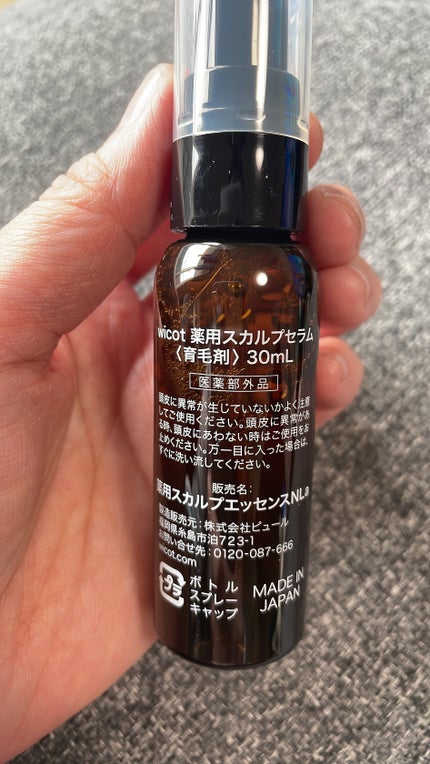 wicot 薬用スカルプセラム
〈育毛剤〉30mL
医薬部外品
頭皮に異常が生じていないかよく注意
してご使用ください。頭皮に異常があ
る時、頭皮にあわない時はご使用をお
止めください。万一目に入った場合は、
すぐに洗い流してください。
販売名：
薬用スカルプエッセンスNLa
製造販売元：株式会社ピュール
福岡県糸島市泊723-1
お問い合せ先：0120-087-666
wicot.com
プラ
ボトル
スプレー
キャップ
MADE IN
JAPAN